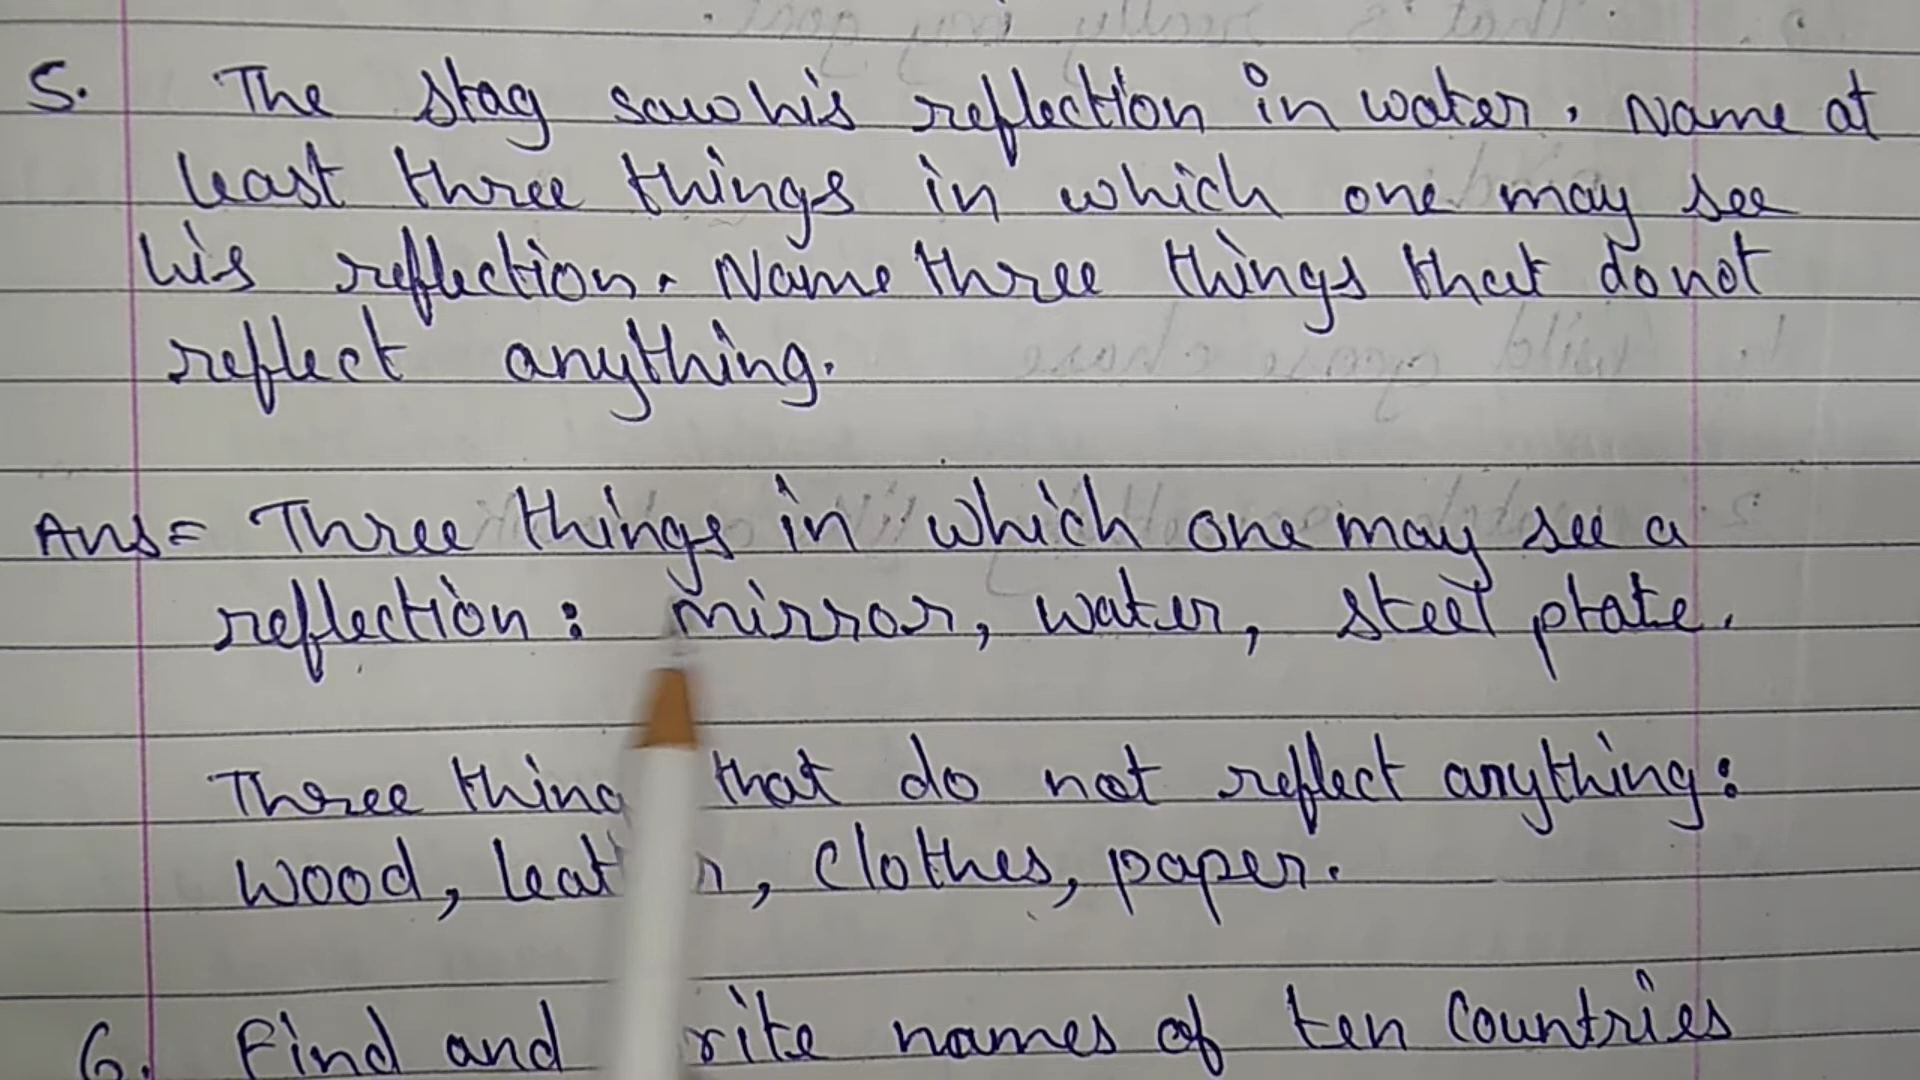 5. The stag saw his reflection in water. Name at
least three things in which one may see
his reflection. Name three things that do not
reflect anything.
Ans= Three things in which one may see a
reflection: mirror, water, steel plate.
Three that do not reflect anything:
Wood, clothes, paper.
6. Find and names of ten Countries